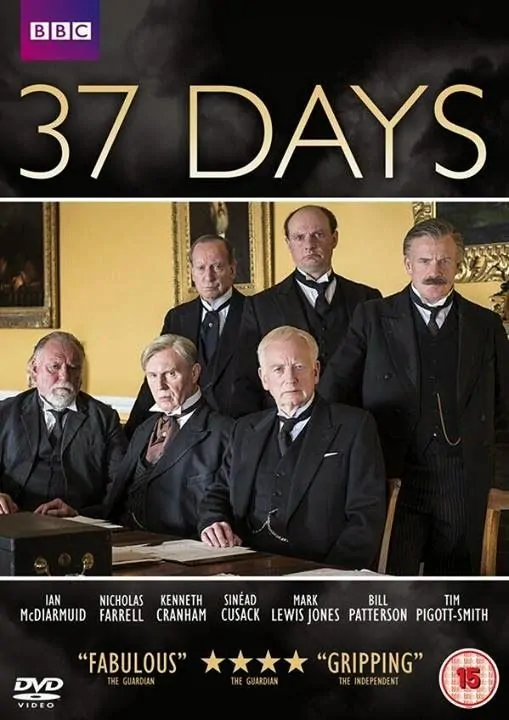 BBC
37 DAYS
IAN McDIARMUID
NICHOLAS FARRELL
KENNETH CRANHAM
SINÉAD CUSACK
MARK LEWIS JONES
BILL PATTERSON
TIM PIGOTT-SMITH
"FABULOUS" ★★★★ "GRIPPING"
THE GUARDIAN THE GUARDIAN THE INDEPENDENT
DVD
VIDEO
15